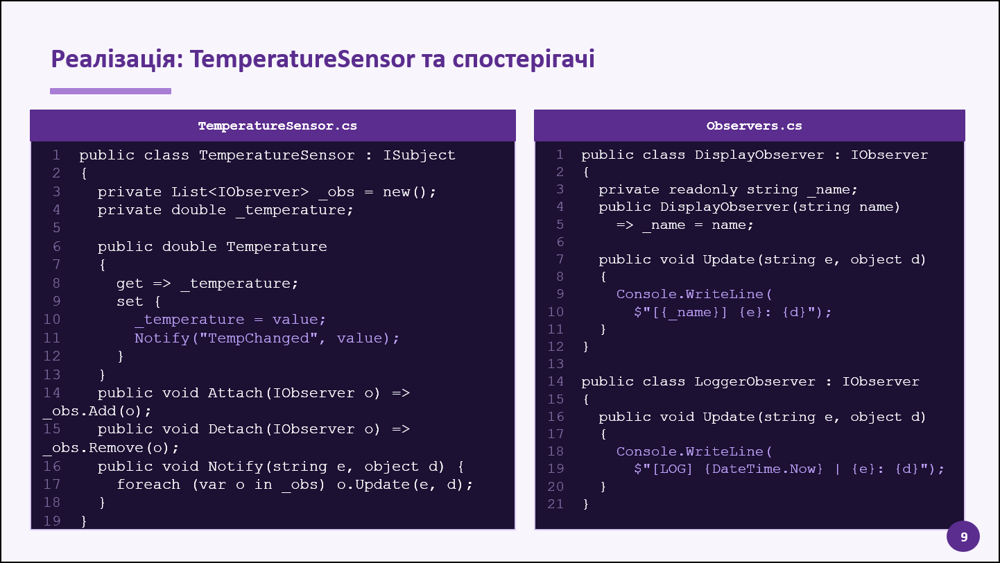 Реалізація: TemperatureSensor та спостерігачі
TemperatureSensor.cs
1 public class TemperatureSensor : ISubject
2 {
3   private List<IObserver> _obs = new();
4   private double _temperature;
5
6   public double Temperature
7   {
8     get => _temperature;
9     set {
10       _temperature = value;
11       Notify("TempChanged", value);
12     }
13   }
14   public void Attach(IObserver o) =>
_obs.Add(o);
15   public void Detach(IObserver o) =>
_obs.Remove(o);
16   public void Notify(string e, object d) {
17     foreach (var o in _obs) o.Update(e, d);
18   }
19 }
Observers.cs
1 public class DisplayObserver : IObserver
2 {
3   private readonly string _name;
4   public DisplayObserver(string name)
5     => _name = name;
6
7   public void Update(string e, object d)
8   {
9     Console.WriteLine(
10       $"[{_name}] {e}: {d}");
11   }
12 }
13
14 public class LoggerObserver : IObserver
15 {
16   public void Update(string e, object d)
17   {
18     Console.WriteLine(
19       $"[LOG] {DateTime.Now} | {e}: {d}");
20   }
21 }
9